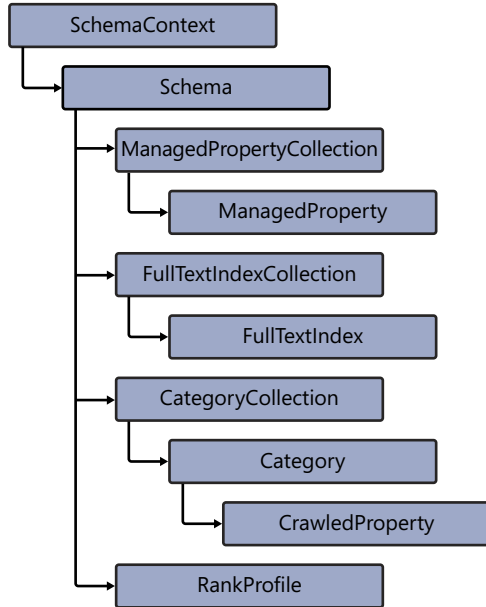 SchemaContext
Schema
ManagedPropertyCollection
ManagedProperty
FullTextIndexCollection
FullTextIndex
CategoryCollection
Category
CrawledProperty
RankProfile